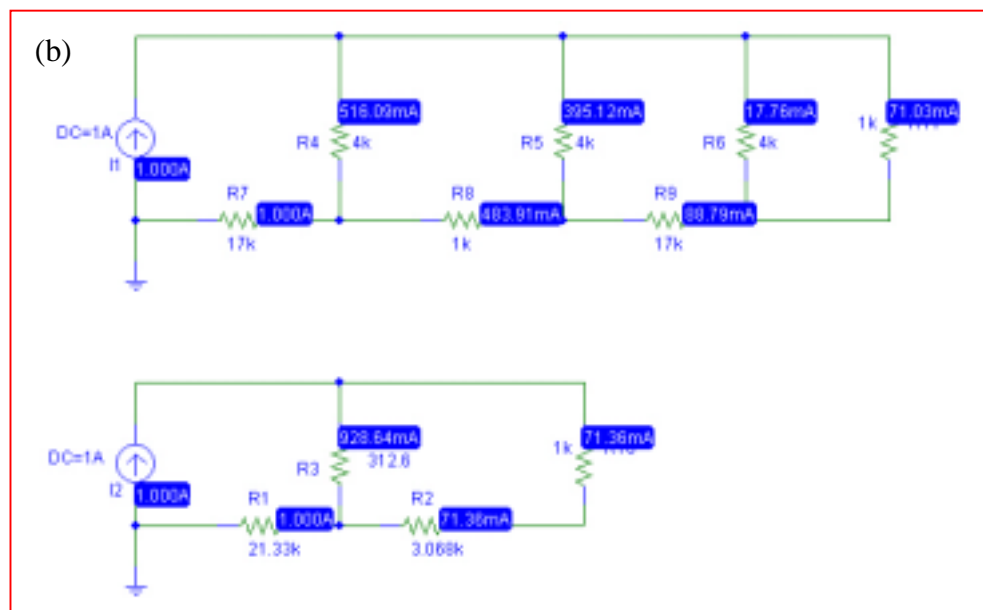 (b)
516.09mA 395.12mA 17.76mA 71.03mA
DC=1A R4 4k R5 4k R6 4k 1k
I1
1.000A
R7 R8 R9
1.000A 483.91mA 88.79mA
17k 1k 17k
928.64mA 71.36mA
DC=1A R3 312.6 1k
I2
1.000A R1 R2
1.000A 71.36mA
21.33k 3.068k